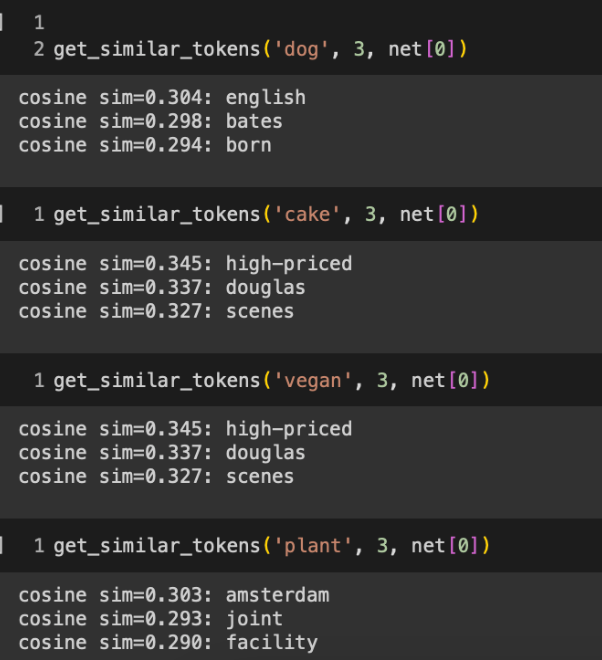 1
2 get_similar_tokens('dog', 3, net[0])
cosine sim=0.304: english
cosine sim=0.298: bates
cosine sim=0.294: born
1 get_similar_tokens('cake', 3, net[0])
cosine sim=0.345: high-priced
cosine sim=0.337: douglas
cosine sim=0.327: scenes
1 get_similar_tokens('vegan', 3, net[0])
cosine sim=0.345: high-priced
cosine sim=0.337: douglas
cosine sim=0.327: scenes
1 get_similar_tokens('plant', 3, net[0])
cosine sim=0.303: amsterdam
cosine sim=0.293: joint
cosine sim=0.290: facility